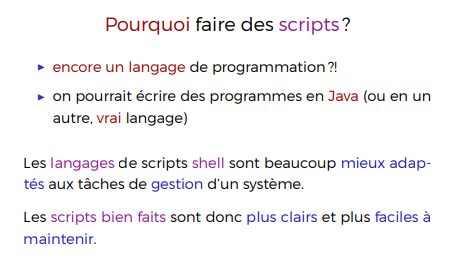 Pourquoi faire des scripts ?
▶ encore un langage de programmation ?!
▶ on pourrait écrire des programmes en Java (ou en un
autre, vrai langage)
Les langages de scripts shell sont beaucoup mieux adap-
tés aux tâches de gestion d'un système.
Les scripts bien faits sont donc plus clairs et plus faciles à
maintenir.